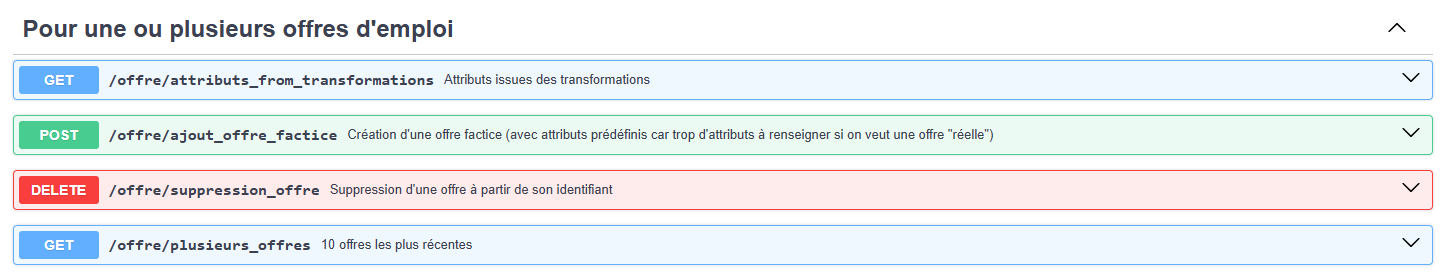 Pour une ou plusieurs offres d'emploi
GET /offre/attributs_from_transformations Attributs issues des transformations
POST /offre/ajout_offre_factice Création d'une offre factice (avec attributs prédéfinis car trop d'attributs à renseigner si on veut une offre "réelle")
DELETE /offre/suppression_offre Suppression d'une offre à partir de son identifiant
GET /offre/plusieurs_offres 10 offres les plus récentes